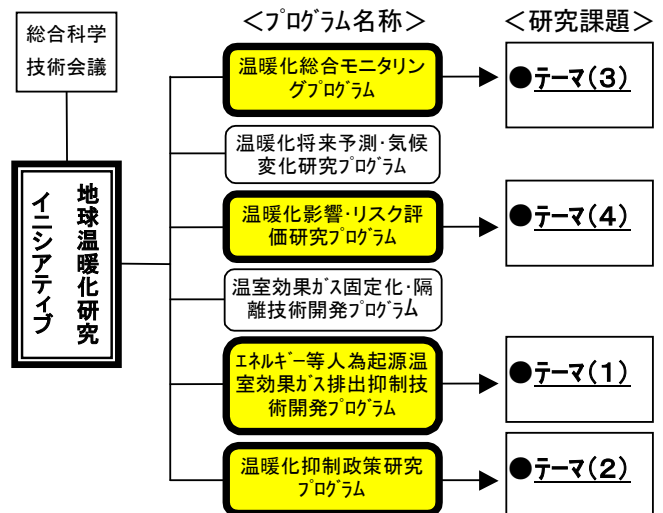 ＜ﾌﾟﾛｸﾞﾗﾑ名称＞
＜研究課題＞
総合科学
技術会議
地球温暖化研究
イニシアティブ
温暖化総合モニタリン
グﾌﾟﾛｸﾞﾗﾑ
●テーマ(3)
温暖化将来予測･気候
変化研究ﾌﾟﾛｸﾞﾗﾑ
温暖化影響･リスク評
価研究ﾌﾟﾛｸﾞﾗﾑ
●テーマ(4)
温室効果ｶﾞｽ固定化･隔
離技術開発ﾌﾟﾛｸﾞﾗﾑ
ｴﾈﾙｷﾞｰ等人為起源温
室効果ｶﾞｽ排出抑制技
術開発ﾌﾟﾛｸﾞﾗﾑ
●テーマ(1)
温暖化抑制政策研究
ﾌﾟﾛｸﾞﾗﾑ
●テーマ(2)